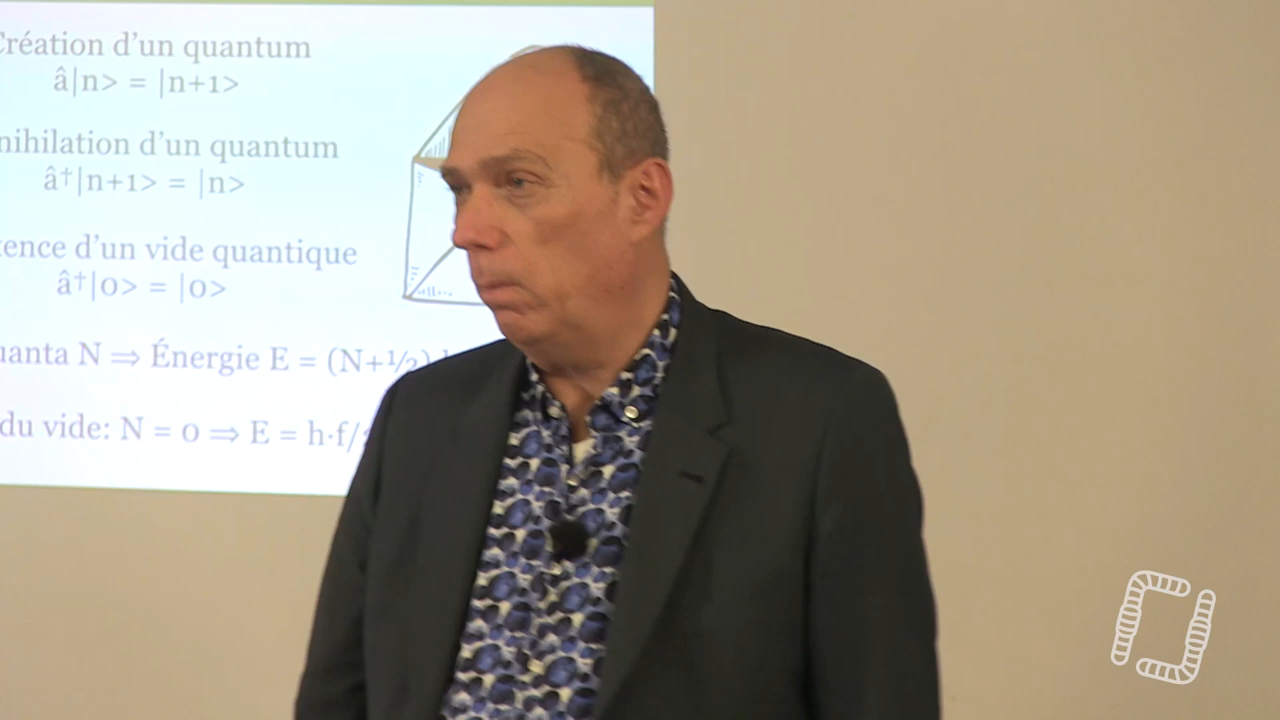 Création d'un quantum
â|n> = |n+1>
nihilation d'un quantum
â†|n+1> = |n>
tence d'un vide quantique
â†|0> = |0>
uanta N ⇒ Énergie E = (N+½)
du vide: N = 0 ⇒ E = h·f/